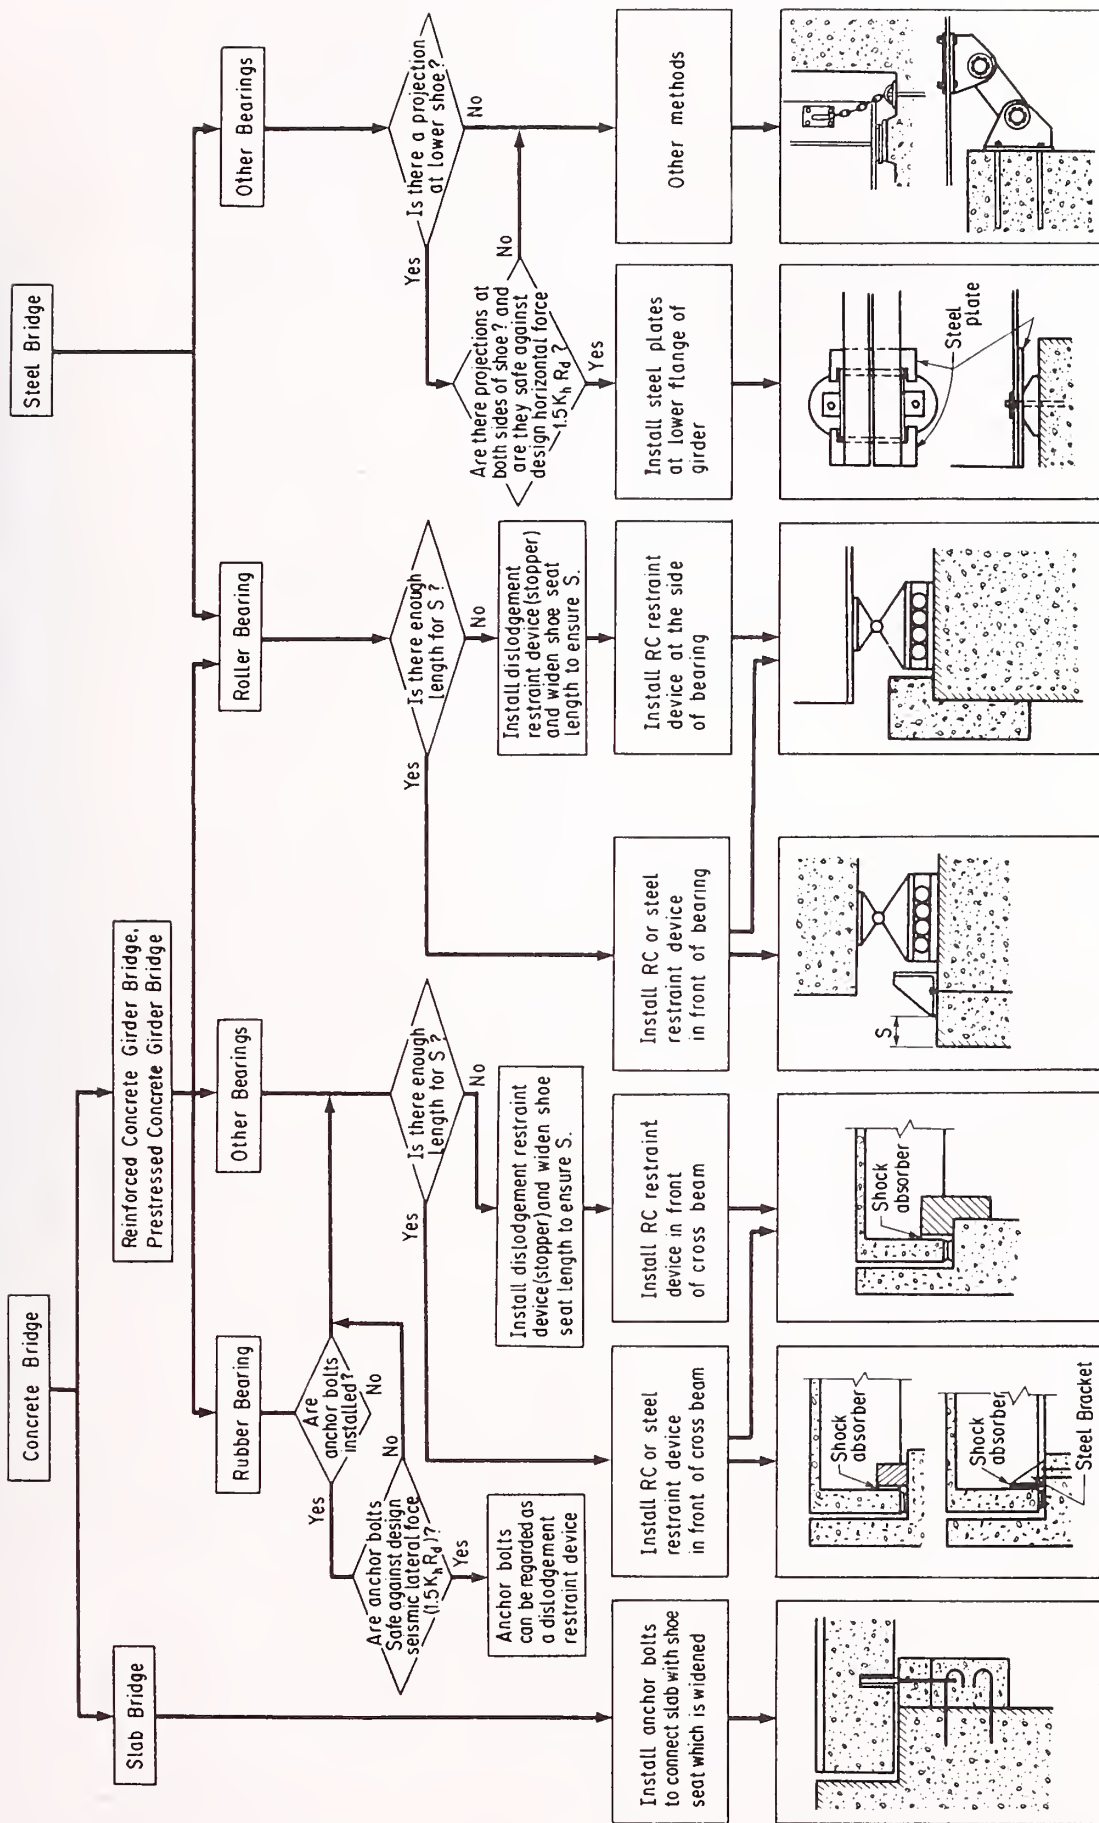 Concrete Bridge
Steel Bridge
Slab Bridge
Reinforced Concrete Girder Bridge,
Prestressed Concrete Girder Bridge
Rubber Bearing
Other Bearings
Roller Bearing
Other Bearings
Are
anchor bolts
installed?
Yes
No
Are anchor bolts
Safe against design
seismic lateral foce
(1.5 KhRd)?
No
Yes
Anchor bolts
can be regarded as
a dislodgement
restraint device
Is there enough
length for S ?
Yes
No
Install dislodgement restraint
device(stopper)and widen shoe
seat length to ensure S.
Is there enough
length for S ?
Yes
No
Install dislodgement
restraint device(stopper)
and widen shoe seat
length to ensure S.
Is there a projection
at lower shoe?
Yes
No
Are there projections at
both sides of shoe? and
are they safe against
design horizontal force
1.5 Kh Rd ?
No
Yes
Install anchor bolts
to connect slab with shoe
seat which is widened
Install RC or steel
restraint device
in front of cross beam
Install RC restraint
device in front
of cross beam
Install RC or steel
restraint device
in front of bearing
Install RC restraint
device at the side
of bearing
Install steel plates
at lower flange of
girder
Other methods
Shock
absorber
Shock
absorber
Steel Bracket
Shock
absorber
S
Steel
plate